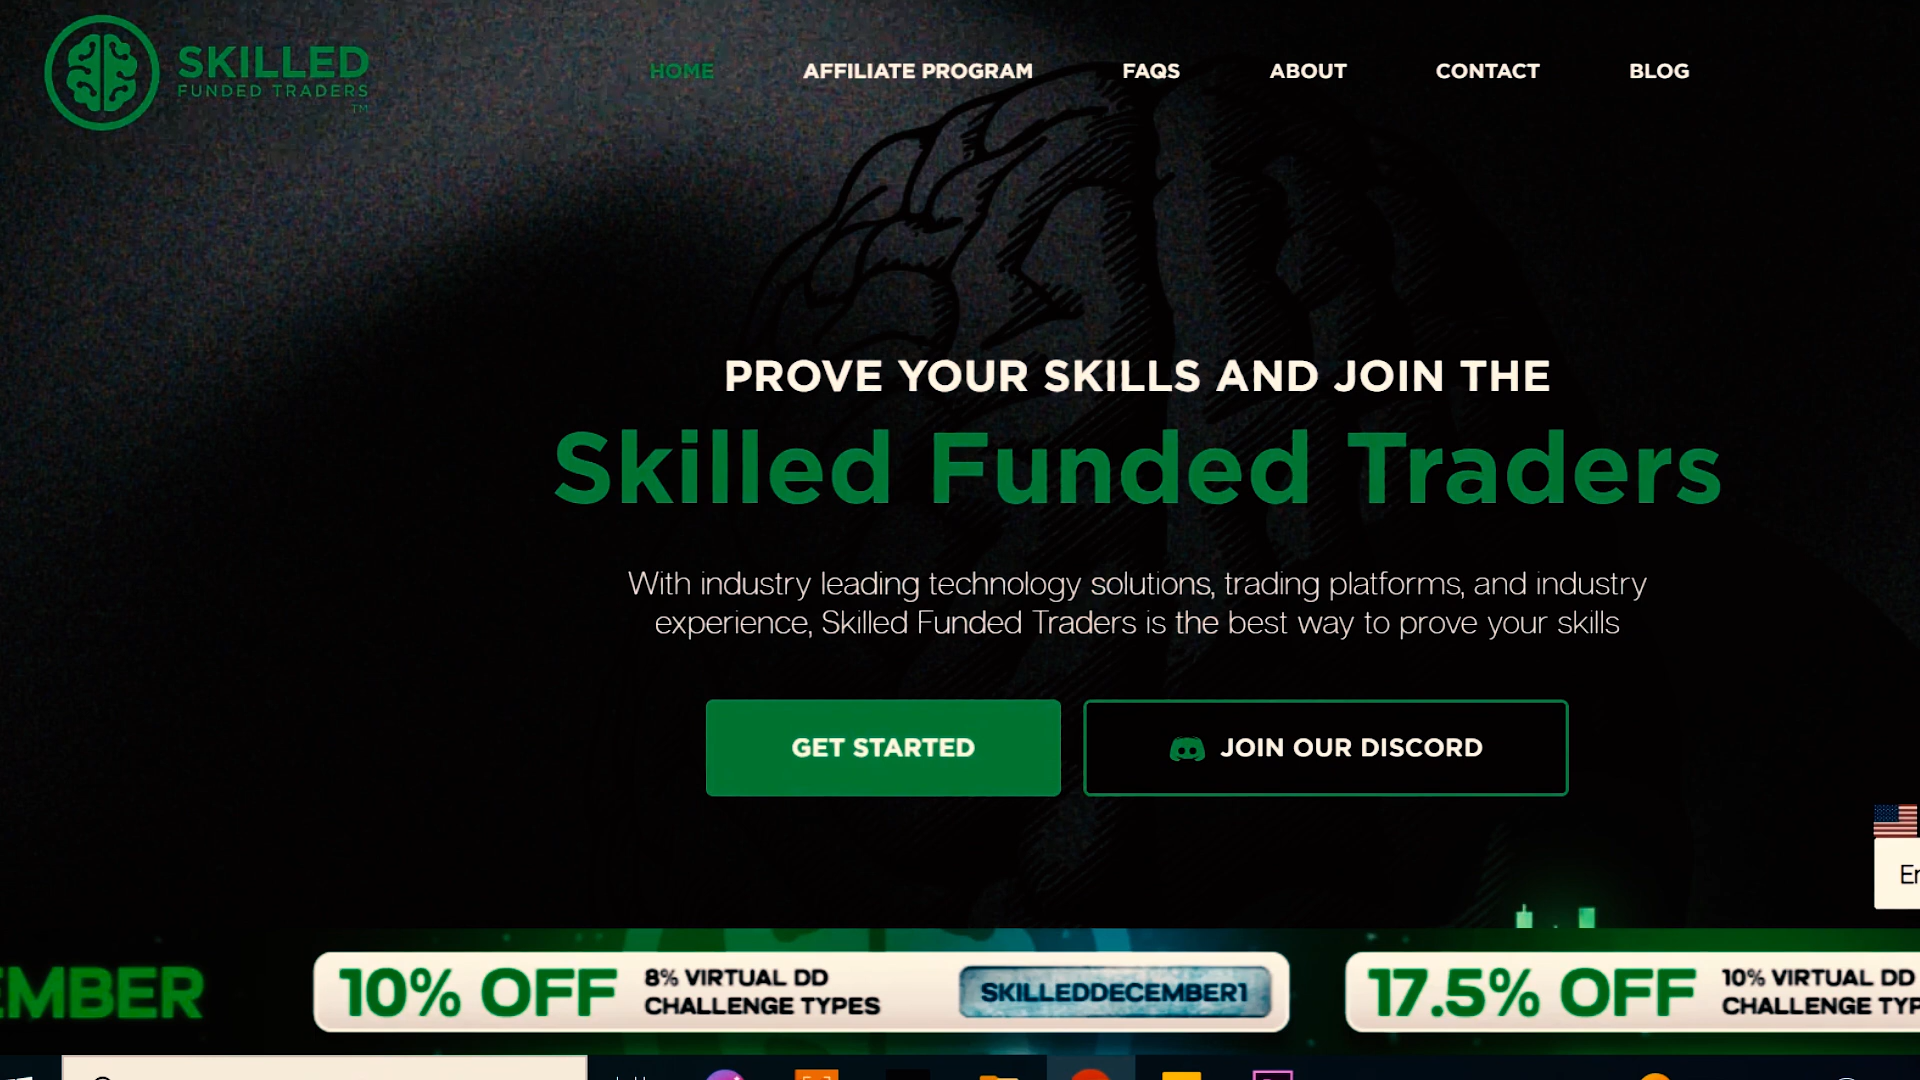 SKILLED
FUNDED TRADERS
TM
HOME
AFFILIATE PROGRAM
FAQS
ABOUT
CONTACT
BLOG
PROVE YOUR SKILLS AND JOIN THE
Skilled Funded Traders
With industry leading technology solutions, trading platforms, and industry
experience, Skilled Funded Traders is the best way to prove your skills
GET STARTED
JOIN OUR DISCORD
EMBER
10% OFF
8% VIRTUAL DD
CHALLENGE TYPES
SKILLEDDECEMBER1
17.5% OFF
10% VIRTUAL DD
CHALLENGE TYP